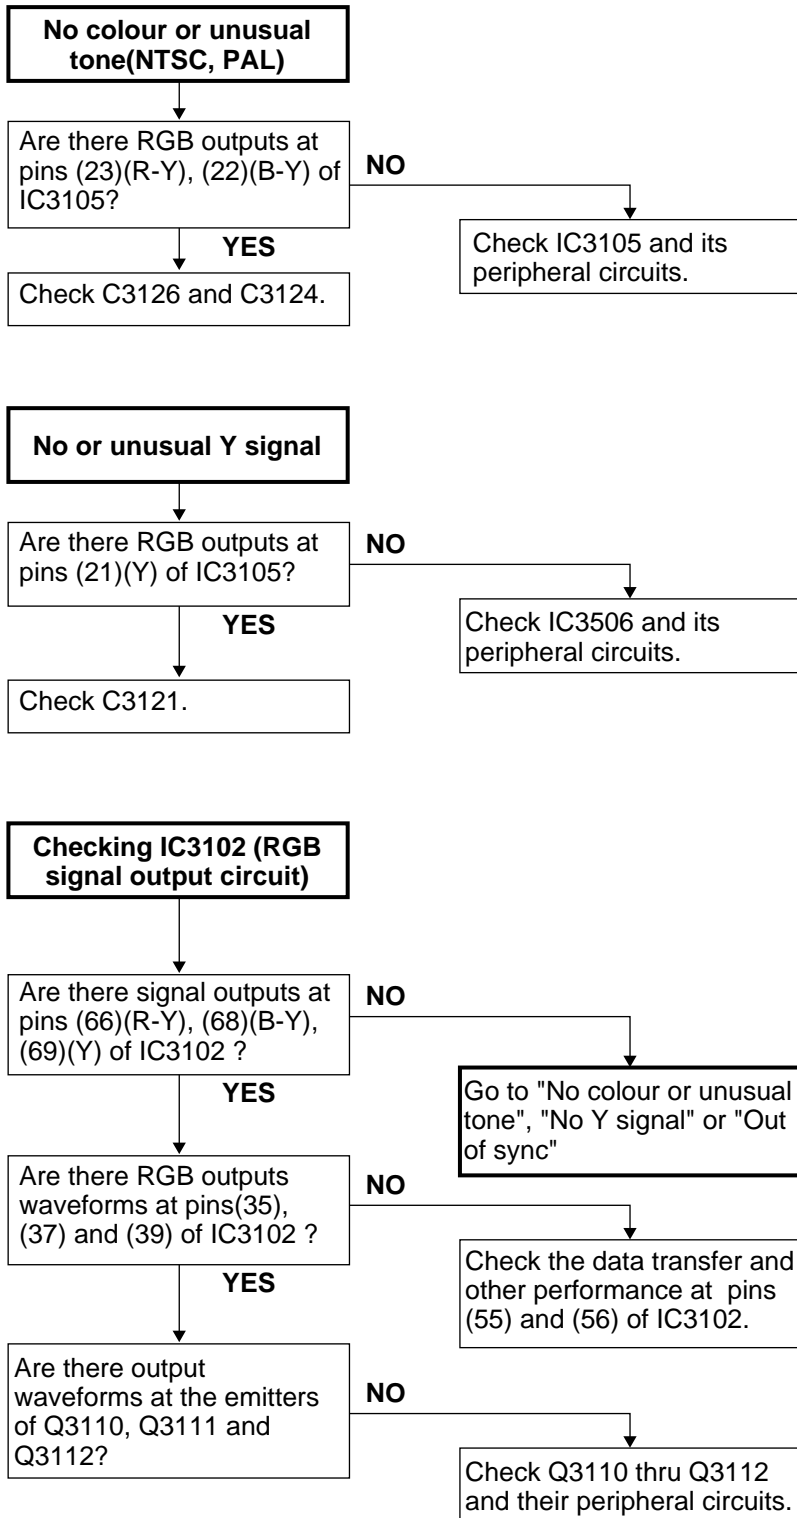 No colour or unusual
tone(NTSC, PAL)
Are there RGB outputs at
pins (23)(R-Y), (22)(B-Y) of
IC3105?
NO
YES
Check IC3105 and its
peripheral circuits.
Check C3126 and C3124.
No or unusual Y signal
Are there RGB outputs at
pins (21)(Y) of IC3105?
NO
YES
Check IC3506 and its
peripheral circuits.
Check C3121.
Checking IC3102 (RGB
signal output circuit)
Are there signal outputs at
pins (66)(R-Y), (68)(B-Y),
(69)(Y) of IC3102 ?
NO
YES
Go to "No colour or unusual
tone", "No Y signal" or "Out
of sync"
Are there RGB outputs
waveforms at pins(35),
(37) and (39) of IC3102 ?
NO
YES
Check the data transfer and
other performance at  pins
(55) and (56) of IC3102.
Are there output
waveforms at the emitters
of Q3110, Q3111 and
Q3112?
NO
Check Q3110 thru Q3112
and their peripheral circuits.